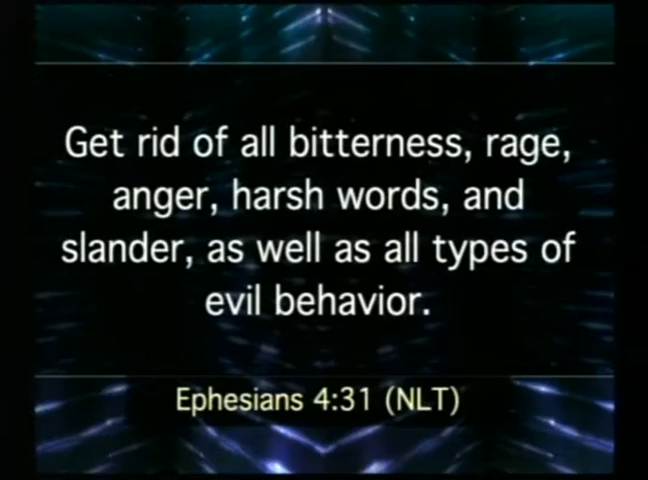 Get rid of all bitterness, rage,
anger, harsh words, and
slander, as well as all types of
evil behavior.
Ephesians 4:31 (NLT)